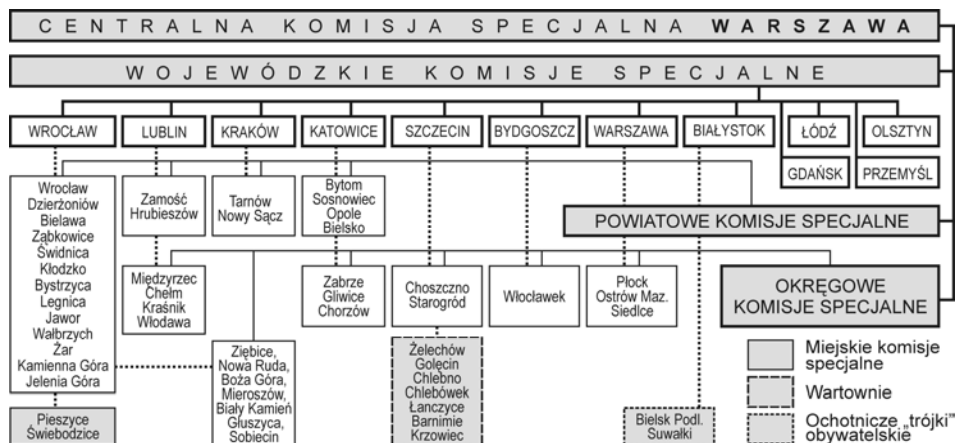 CENTRALNA KOMISJA SPECJALNA WARSZAWA
WOJEWÓDZKIE KOMISJE SPECJALNE
WROCŁAW
LUBLIN
KRAKÓW
KATOWICE
SZCZECIN
BYDGOSZCZ
WARSZAWA
BIAŁYSTOK
ŁÓDŹ
OLSZTYN
GDAŃSK
PRZEMYŚL
Wrocław
Dzierżoniów
Bielawa
Ząbkowice
Świdnica
Kłodzko
Bystrzyca
Legnica
Jawor
Wałbrzych
Żar
Kamienna Góra
Jelenia Góra
Zamość
Hrubieszów
Tarnów
Nowy Sącz
Bytom
Sosnowiec
Opole
Bielsko
POWIATOWE KOMISJE SPECJALNE
Międzyrzec
Chełm
Kraśnik
Włodawa
Zabrze
Gliwice
Chorzów
Choszczno
Starogród
Włocławek
Płock
Ostrów Maz.
Siedlce
OKRĘGOWE
KOMISJE SPECJALNE
Ziębice,
Nowa Ruda,
Boża Góra,
Mieroszów,
Biały Kamień
Głuszyca,
Sobięcin
Żelechów
Golęcin
Chlebno
Chlebówek
Łanczyce
Barnimie
Krzowiec
Pieszyce
Świebodzice
Bielsk Podl.
Suwałki
Miejskie komisje
specjalne
Wartownie
Ochotnicze „trójki”
obywatelskie